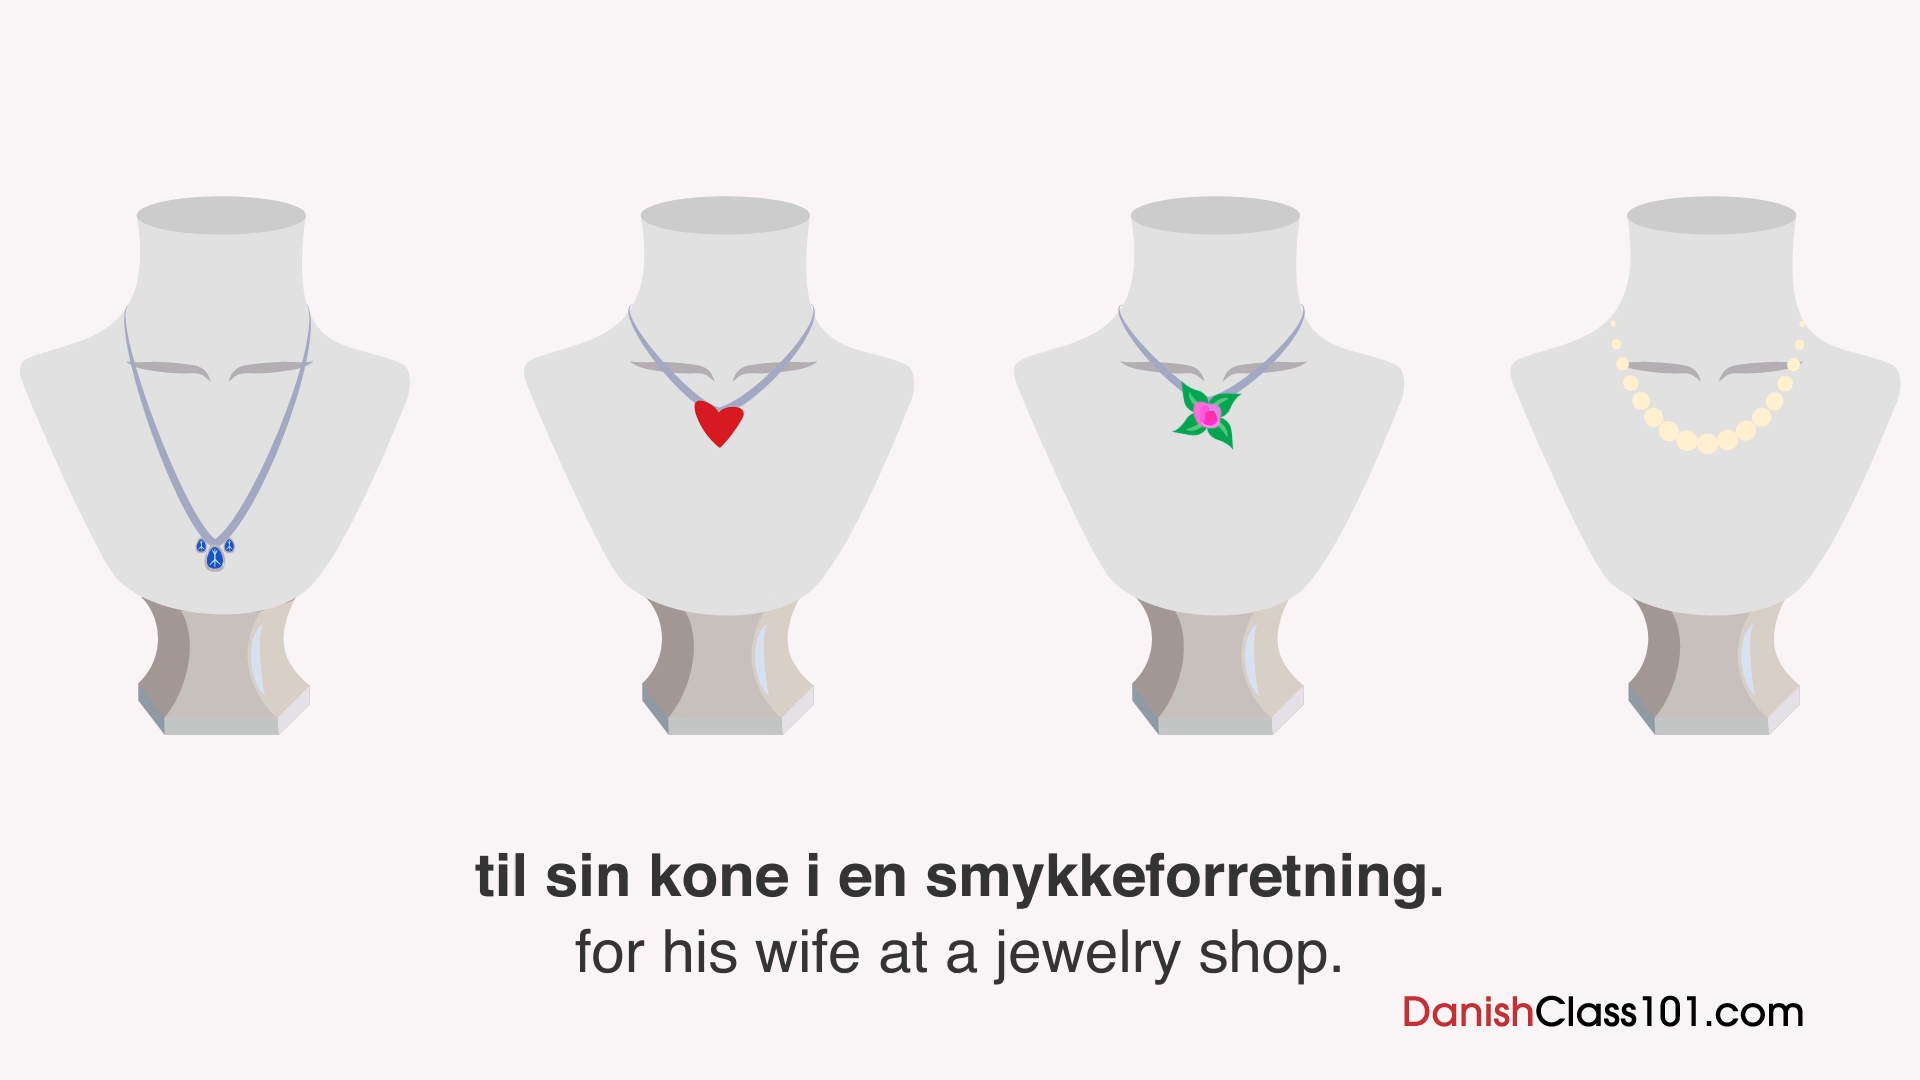 til sin kone i en smykkeforretning.
for his wife at a jewelry shop.
DanishClass101.com